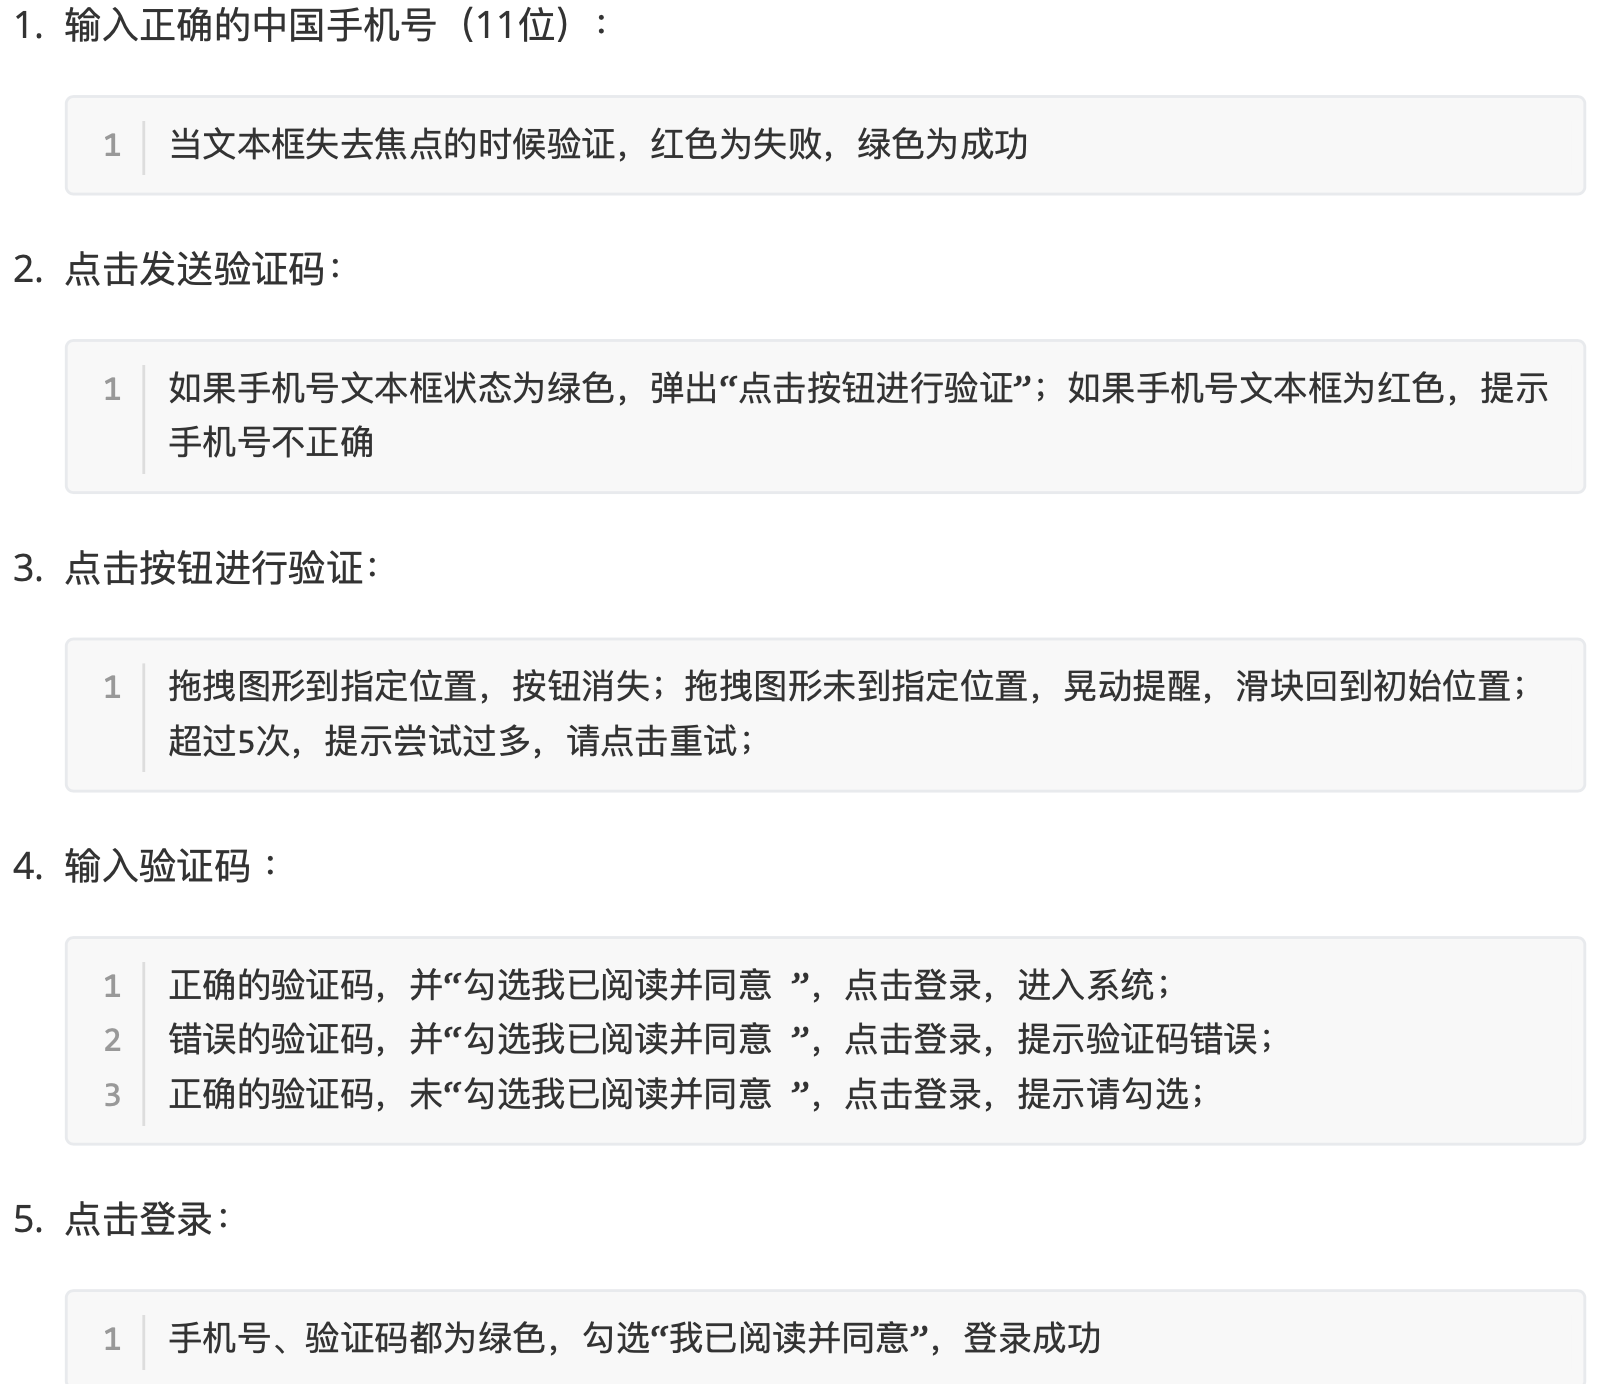 1. 输入正确的中国手机号（11位）：
1 当文本框失去焦点的时候验证，红色为失败，绿色为成功
2. 点击发送验证码：
1 如果手机号文本框状态为绿色，弹出“点击按钮进行验证”；如果手机号文本框为红色，提示
手机号不正确
3. 点击按钮进行验证：
1 拖拽图形到指定位置，按钮消失；拖拽图形未到指定位置，晃动提醒，滑块回到初始位置；
超过5次，提示尝试过多，请点击重试；
4. 输入验证码 ：
1 正确的验证码，并“勾选我已阅读并同意 ”，点击登录，进入系统；
2 错误的验证码，并“勾选我已阅读并同意 ”，点击登录，提示验证码错误；
3 正确的验证码，未“勾选我已阅读并同意 ”，点击登录，提示请勾选；
5. 点击登录：
1 手机号、验证码都为绿色，勾选“我已阅读并同意”，登录成功